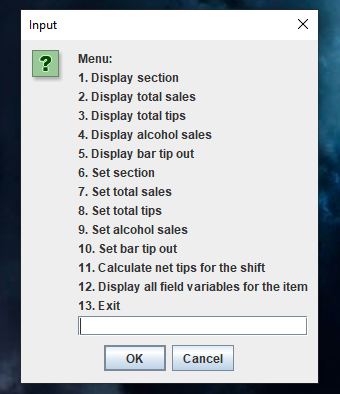 Input
Menu:
1. Display section
2. Display total sales
3. Display total tips
4. Display alcohol sales
5. Display bar tip out
6. Set section
7. Set total sales
8. Set total tips
9. Set alcohol sales
10. Set bar tip out
11. Calculate net tips for the shift
12. Display all field variables for the item
13. Exit
OK Cancel